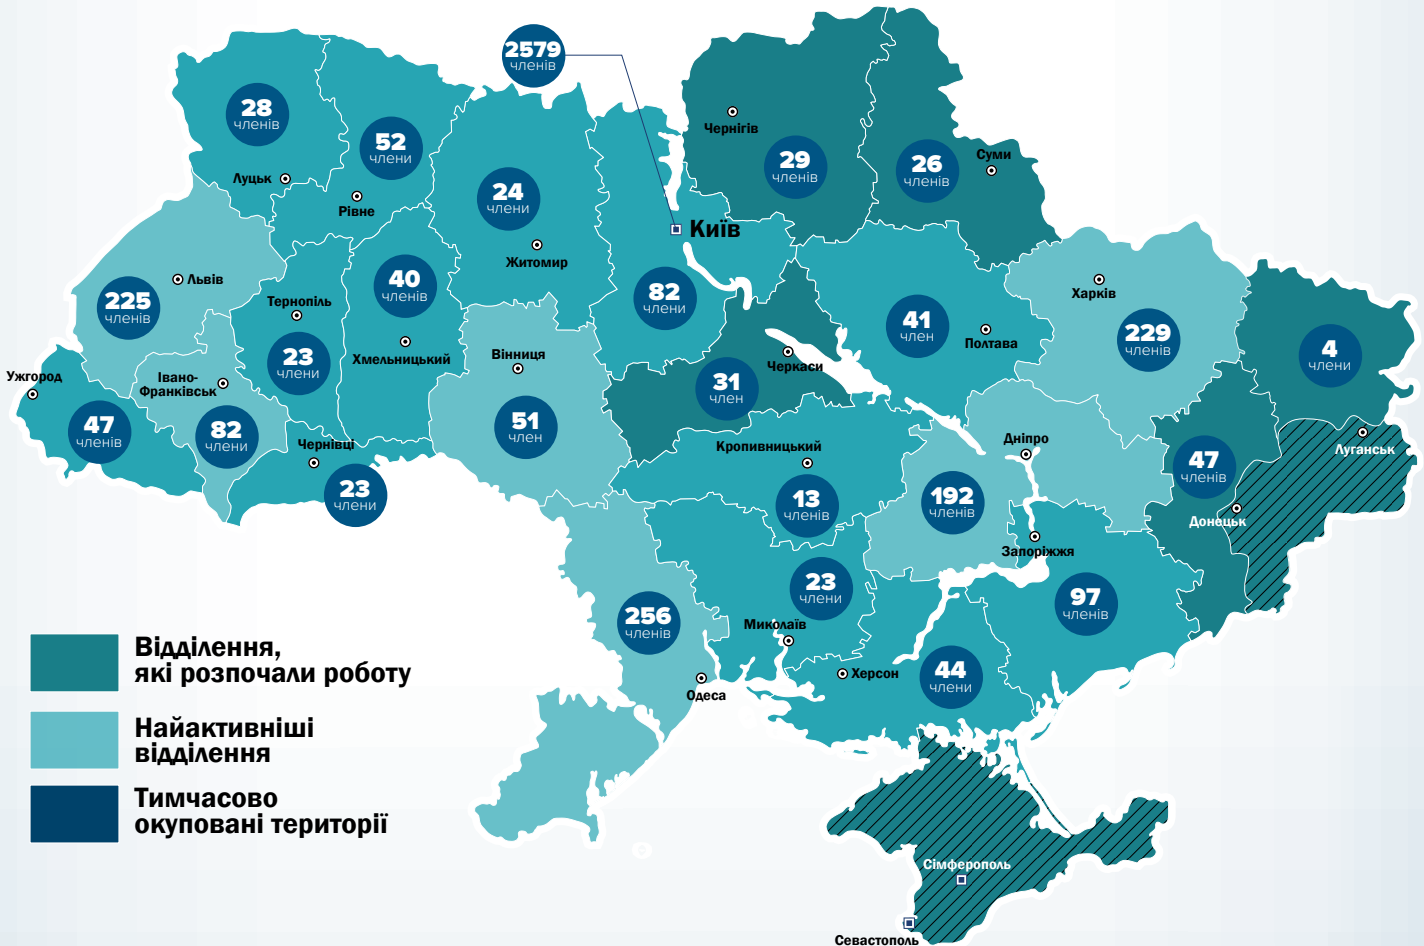 2579
членів
28
членів
52
члени
24
члени
29
членів
26
членів
Чернігів
Суми
Луцьк
Рівне
Київ
Житомир
40
членів
82
члени
Львів
225
членів
Тернопіль
23
члени
Хмельницький
Вінниця
41
член
Полтава
Харків
229
членів
4
члени
Ужгород
Івано-
Франківськ
Черкаси
31
член
47
членів
82
члени
Чернівці
23
члени
51
член
Кропивницький
13
членів
Дніпро
192
членів
47
членів
Луганськ
Донецьк
Запоріжжя
23
члени
97
членів
256
членів
Миколаїв
Одеса
Херсон
44
члени
Сімферополь
Севастополь
Відділення,
які розпочали роботу
Найактивніші
відділення
Тимчасово
окуповані території